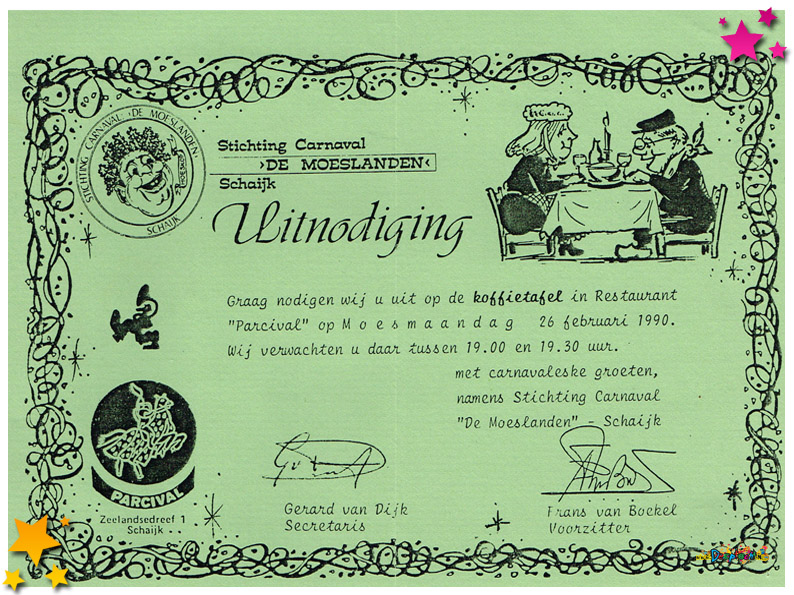 STICHTING CARNAVAL ›DE MOESLANDEN‹
SCHAIJK
Stichting Carnaval
›DE MOESLANDEN‹
Schaijk
Uitnodiging
Graag nodigen wij u uit op de koffietafel in Restaurant
"Parcival" op Moesmaandag 26 februari 1990.
Wij verwachten u daar tussen 19.00 en 19.30 uur.
met carnavaleske groeten,
namens Stichting Carnaval
"De Moeslanden" - Schaijk
PARCIVAL
Zeelandsedreef 1
Schaijk
Gerard van Dijk
Secretaris
Frans van Boekel
Voorzitter